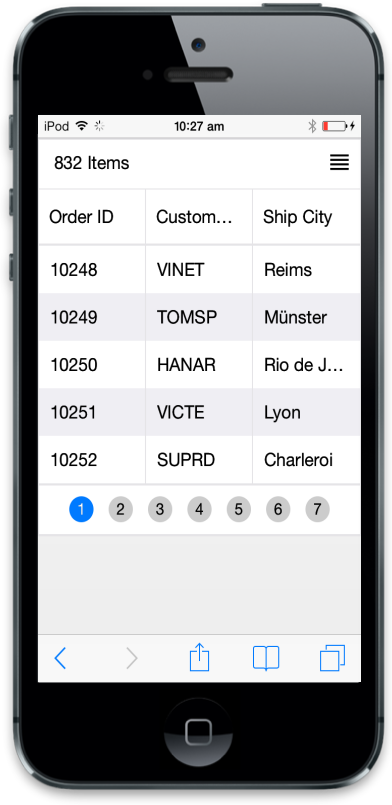 iPod 10:27 am
832 Items
Order ID Custom... Ship City
10248 VINET Reims
10249 TOMSP Münster
10250 HANAR Rio de J...
10251 VICTE Lyon
10252 SUPRD Charleroi
1 2 3 4 5 6 7